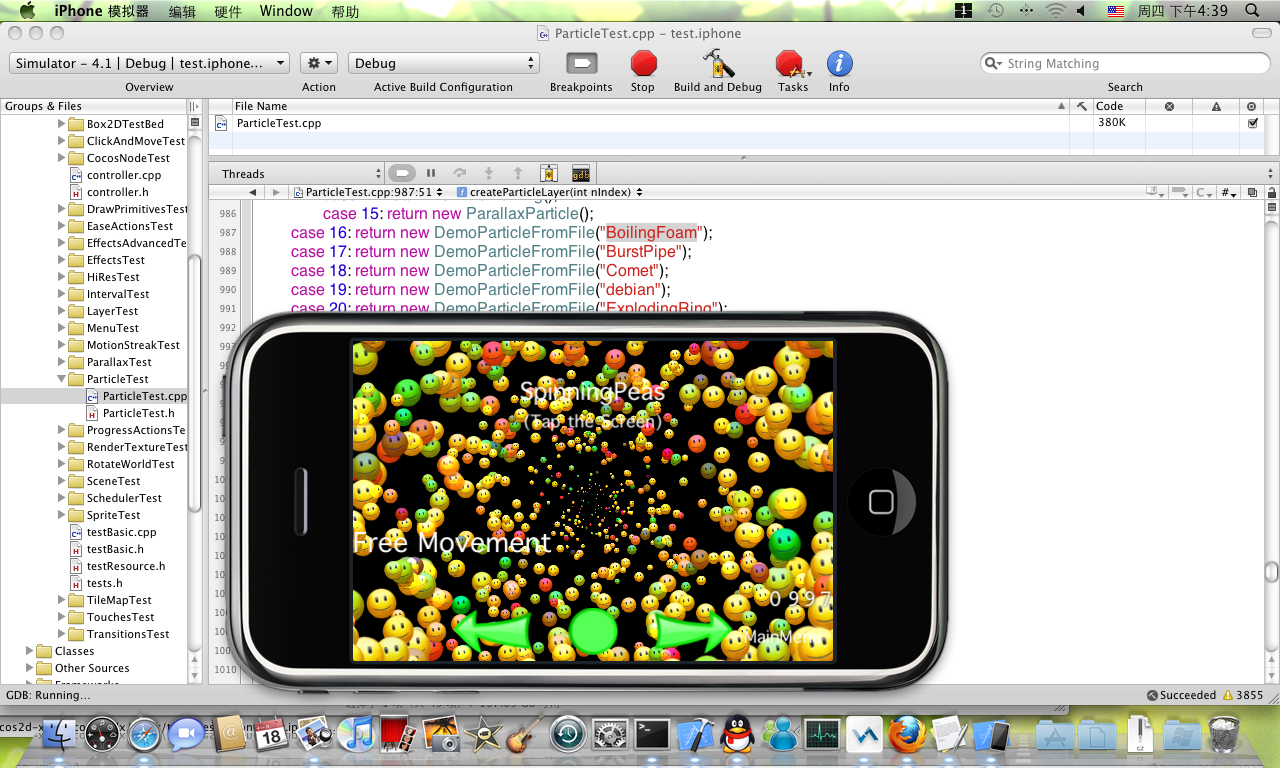 iPhone 模拟器 编辑 硬件 Window 帮助 1 周四 下午4:39
ParticleTest.cpp – test.iphone
Simulator – 4.1 | Debug | test.iphone... Debug String Matching
Overview Action Active Build Configuration Breakpoints Stop Build and Debug Tasks Info Search
Groups & Files
File Name Code
ParticleTest.cpp 380K
Box2DTestBed
ClickAndMoveTest
CocosNodeTest
controller.cpp
controller.h
DrawPrimitivesTest
EaseActionsTest
EffectsAdvancedTe
EffectsTest
HiResTest
IntervalTest
LayerTest
MenuTest
MotionStreakTest
ParallaxTest
ParticleTest
ParticleTest.cpp
ParticleTest.h
ProgressActionsTe
RenderTextureTest
RotateWorldTest
SceneTest
SchedulerTest
SpriteTest
testBasic.cpp
testBasic.h
testResource.h
tests.h
TileMapTest
TouchesTest
TransitionsTest
Classes
Other Sources
Frameworks
Threads gdb
ParticleTest.cpp:987:51 createParticleLayer(int nIndex) C #
986 case 15: return new ParallaxParticle();
987 case 16: return new DemoParticleFromFile("BoilingFoam");
988 case 17: return new DemoParticleFromFile("BurstPipe");
989 case 18: return new DemoParticleFromFile("Comet");
990 case 19: return new DemoParticleFromFile("debian");
991 case 20: return new DemoParticleFromFile("ExplodingRing");
992
1010
SpinningPeas
(Tap the Screen)
Free Movement
0997
MainMenu
GDB: Running... Succeeded 3855
18
GZ